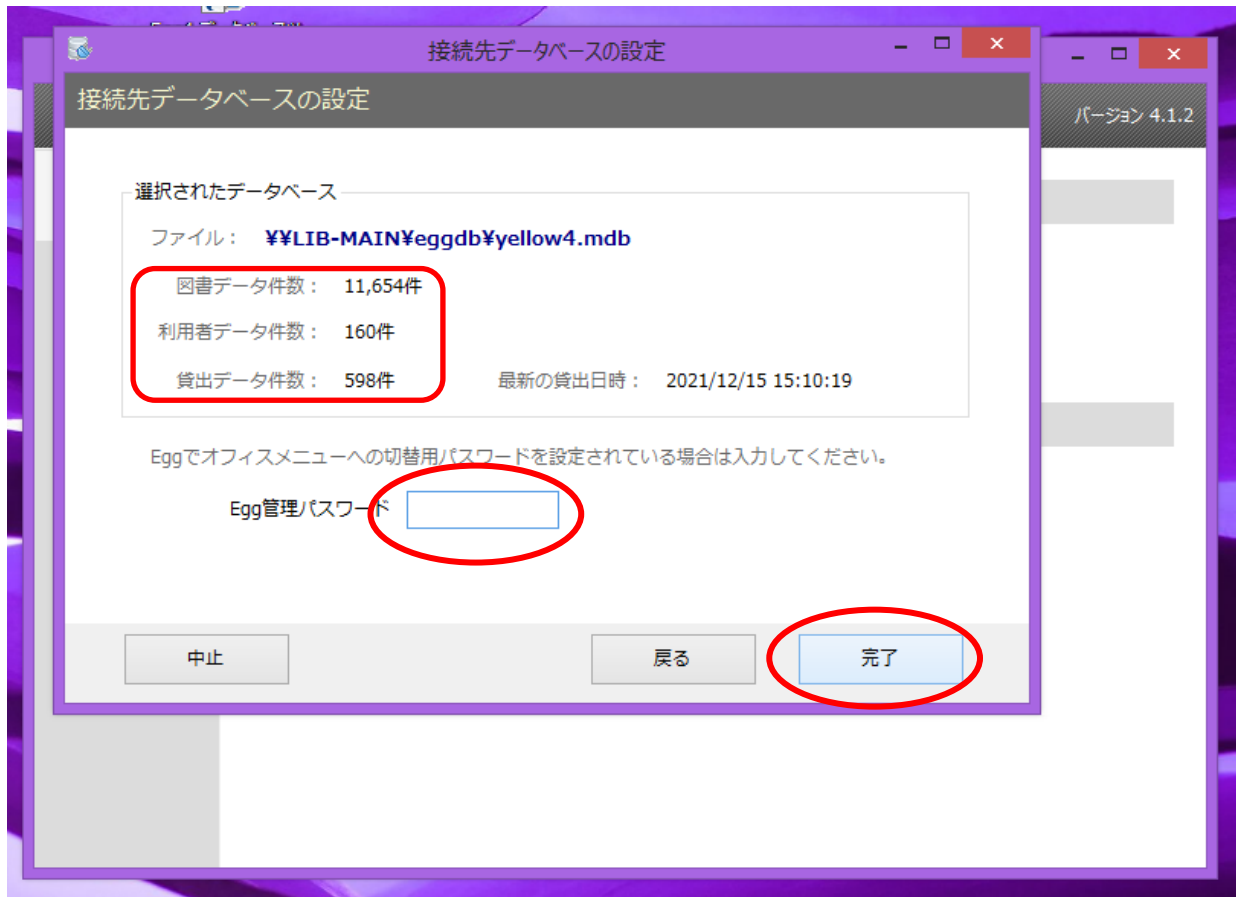 接続先データベースの設定
バージョン 4.1.2
接続先データベースの設定
選択されたデータベース
ファイル： ¥¥LIB-MAIN¥eggdb¥yellow4.mdb
図書データ件数： 11,654件
利用者データ件数： 160件
貸出データ件数： 598件 最新の貸出日時： 2021/12/15 15:10:19
Eggでオフィスメニューへの切替用パスワードを設定されている場合は入力してください。
Egg管理パスワード
中止 戻る 完了